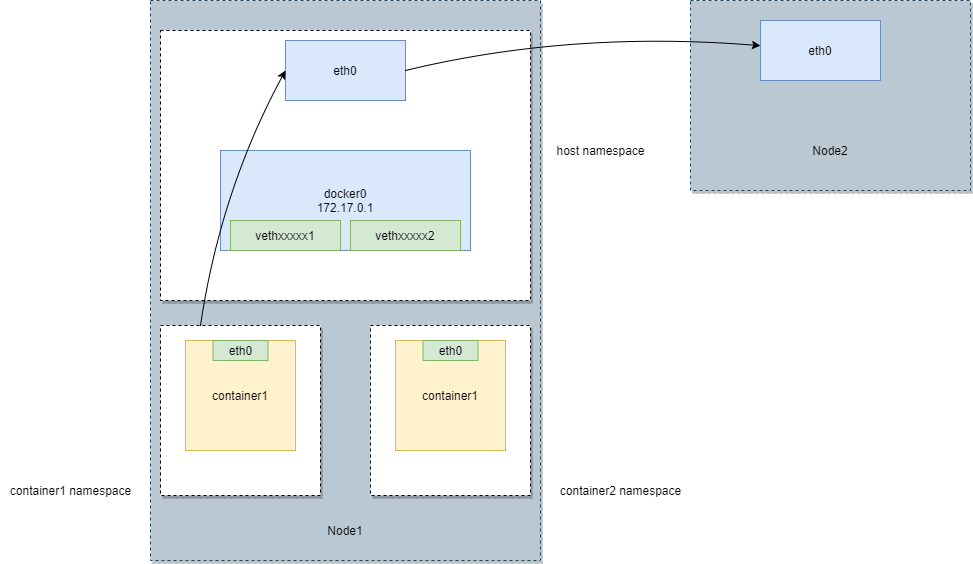 eth0
eth0
host namespace
Node2
docker0
172.17.0.1
vethxxxxx1
vethxxxxx2
eth0
eth0
container1
container1
container1 namespace
container2 namespace
Node1